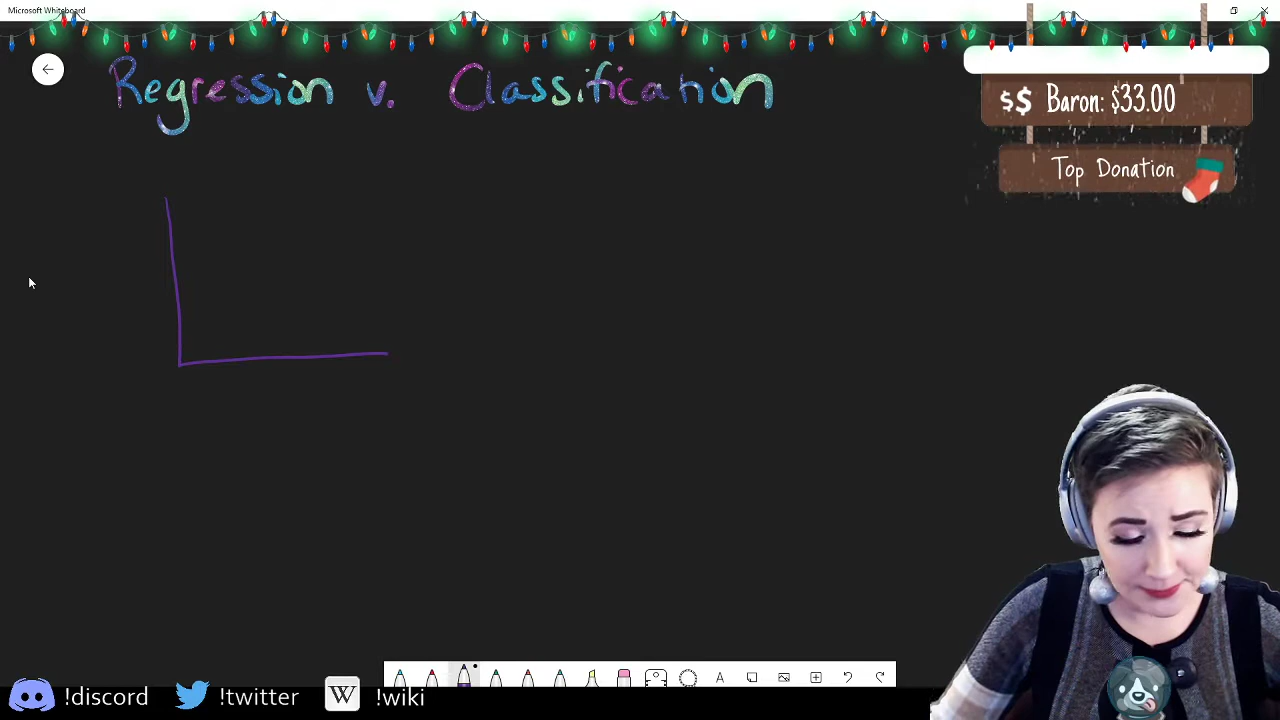 Microsoft Whiteboard
Regression v. Classification
$$ Baron: $33.00
Top Donation
!discord
!twitter
W !wiki